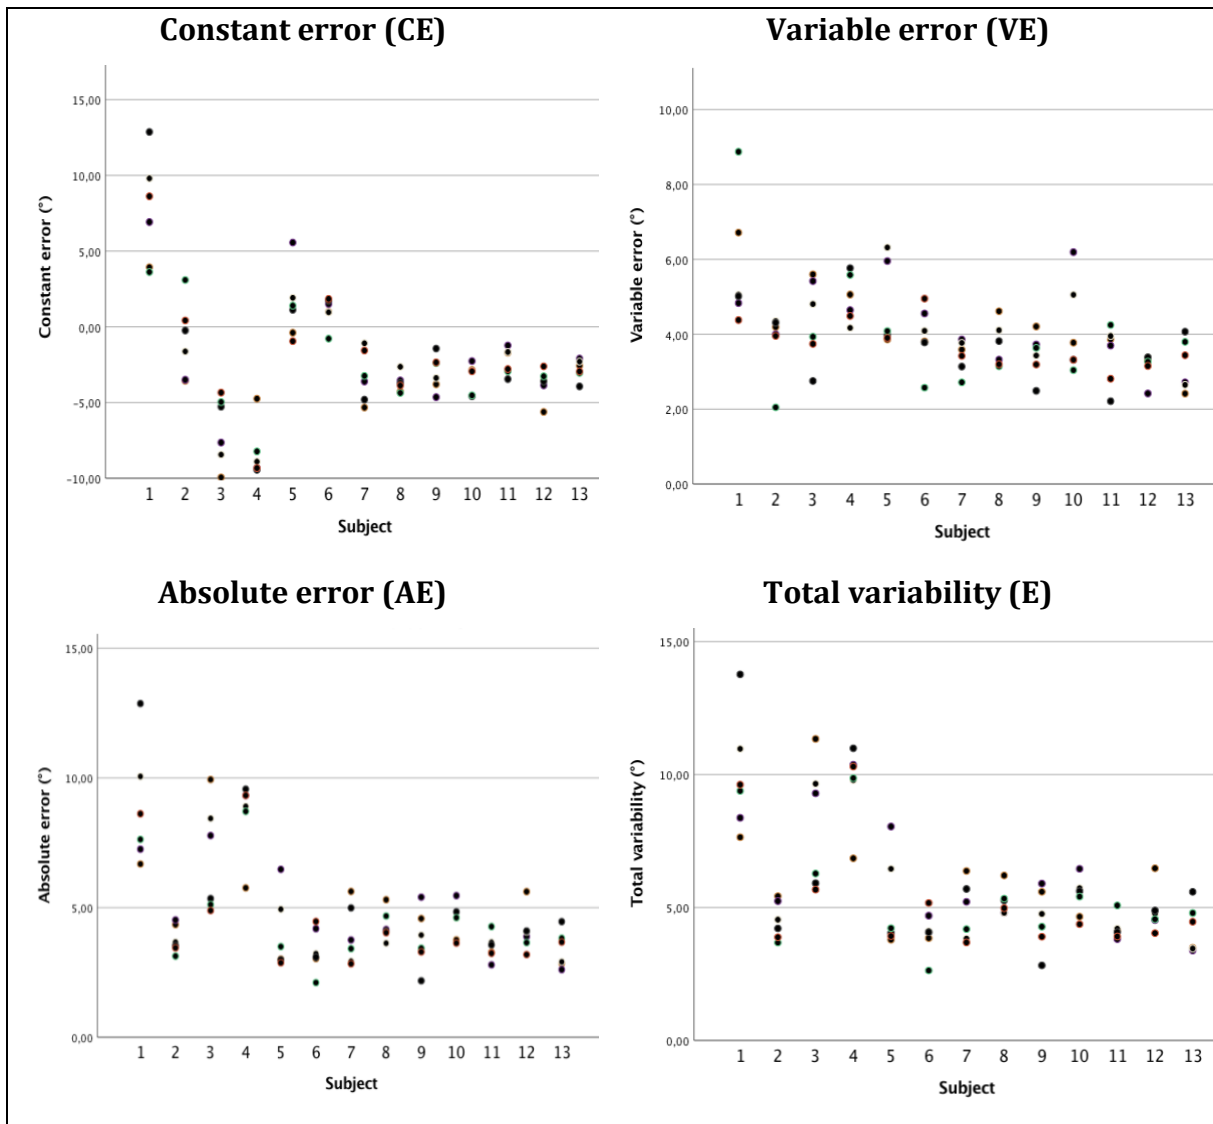 Constant error (CE)
15,00
10,00
5,00
0,00
-5,00
-10,00
Constant error (°)
1 2 3 4 5 6 7 8 9 10 11 12 13
Subject
Variable error (VE)
10,00
8,00
6,00
4,00
2,00
0,00
Variable error (°)
1 2 3 4 5 6 7 8 9 10 11 12 13
Subject
Absolute error (AE)
15,00
10,00
5,00
0,00
Absolute error (°)
1 2 3 4 5 6 7 8 9 10 11 12 13
Subject
Total variability (E)
15,00
10,00
5,00
0,00
Total variability (°)
1 2 3 4 5 6 7 8 9 10 11 12 13
Subject